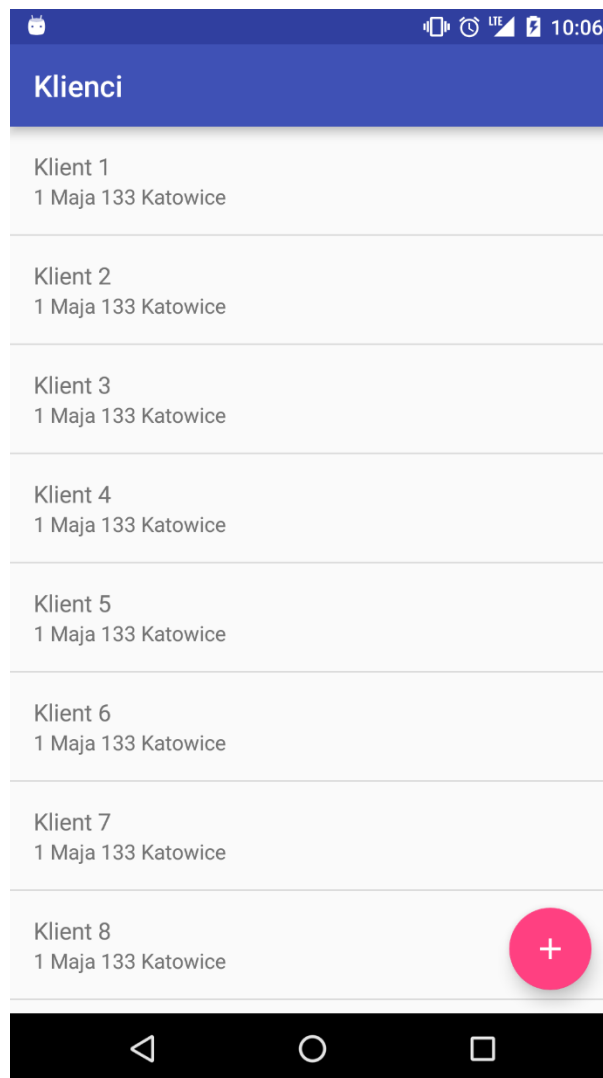 LTE 10:06
Klienci
Klient 1
1 Maja 133 Katowice
Klient 2
1 Maja 133 Katowice
Klient 3
1 Maja 133 Katowice
Klient 4
1 Maja 133 Katowice
Klient 5
1 Maja 133 Katowice
Klient 6
1 Maja 133 Katowice
Klient 7
1 Maja 133 Katowice
Klient 8
1 Maja 133 Katowice
+